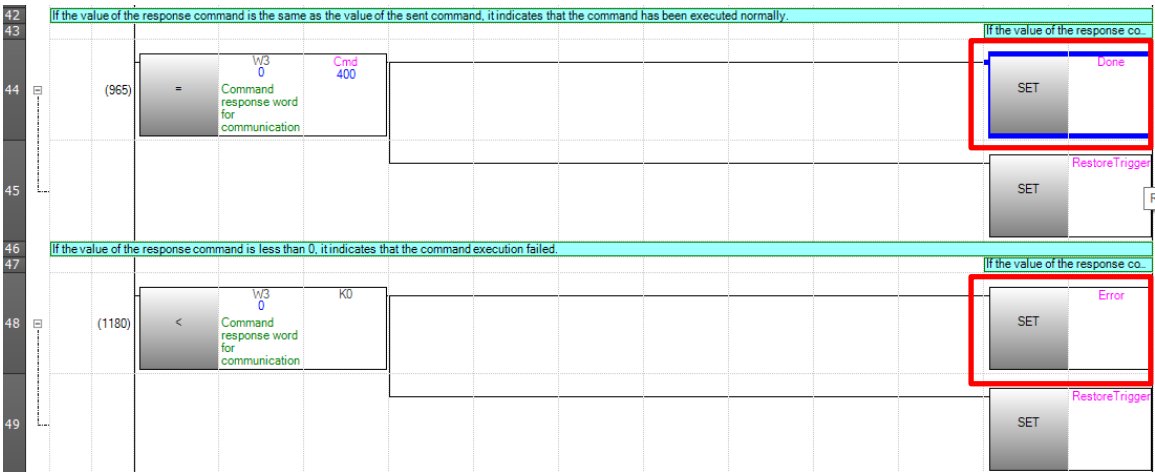 42 If the value of the response command is the same as the value of the sent command, it indicates that the command has been executed normally.
43 If the value of the response co...
44 (965) = W3 Cmd SET Done
0 400
Command
response word
for
communication
45 SET RestoreTrigger
46 If the value of the response command is less than 0, it indicates that the command execution failed.
47 If the value of the response co...
48 (1180) < W3 K0 SET Error
0
Command
response word
for
communication
49 SET RestoreTrigger